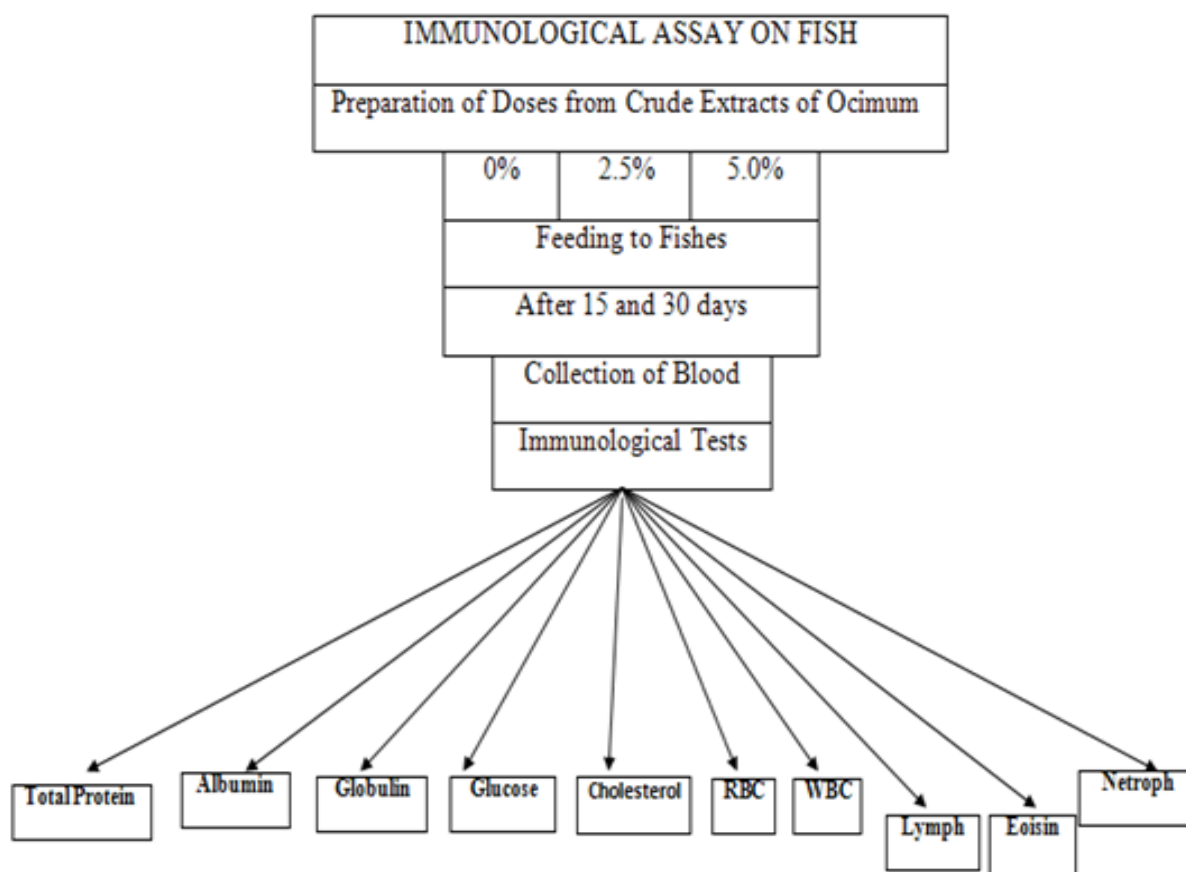 IMMUNOLOGICAL ASSAY ON FISH
Preparation of Doses from Crude Extracts of Ocimum
0% 2.5% 5.0%
Feeding to Fishes
After 15 and 30 days
Collection of Blood
Immunological Tests
Total Protein
Albumin
Globulin
Glucose
Cholesterol
RBC
WBC
Lymph
Eoisin
Netroph